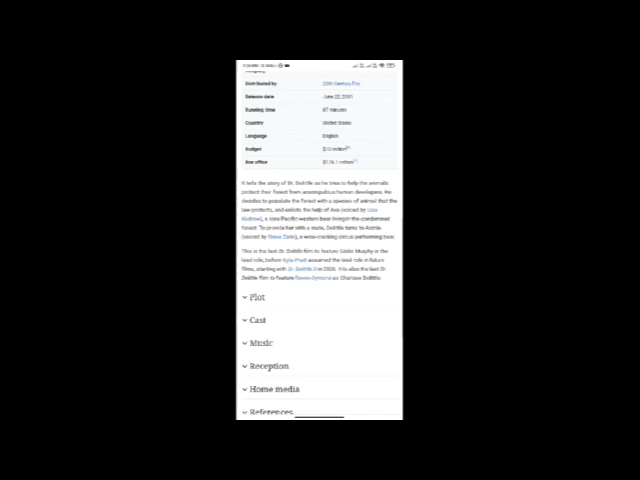 Distributed by 20th Century Fox
Release date June 22, 2001
Running time 87 minutes
Country United States
Language English
Budget
Box office
It tells the story of Dr. Dolittle as he tries to help the animals
protect their forest from unscrupulous human developers. He
decides to populate the forest with a species of animal that the
law protects, and enlists the help of Ava (voiced by Lisa
Kudrow), a lone Pacific western bear living in the condemned
forest. To provide her with a mate, Dolittle turns to Archie
(voiced by Steve Zahn), a wise-cracking circus performing bear.
This is the last Dr. Dolittle film to feature Eddie Murphy in the
lead role, before Kyla Pratt assumed the lead role in future
films, starting with Dr. Dolittle 3 in 2006. It is also the last Dr.
Dolittle film to feature Raven-Symoné as Charisse Dolittle.
Plot
Cast
Music
Reception
Home media
References